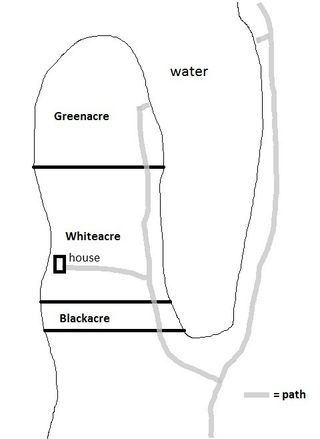 water
Greenacre
Whiteacre
house
Blackacre
= path